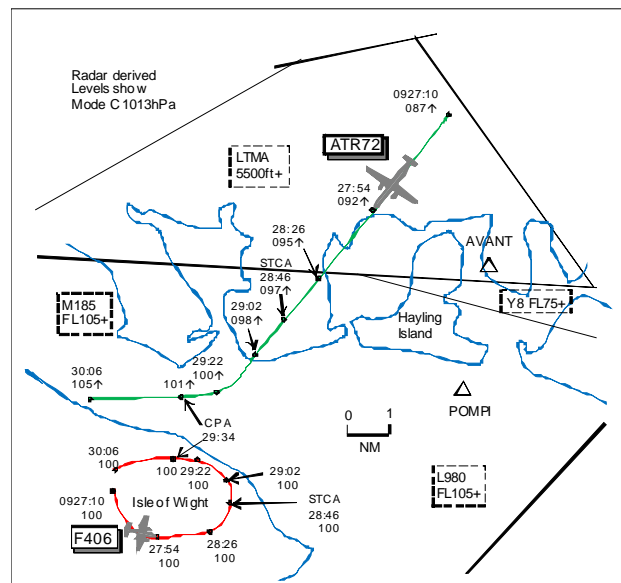 Radar derived
Levels show
Mode C 1013hPa
0927:10
087↑
ATR72
LTMA
5500ft+
27:54
092↑
28:26
095↑
AVANT
STCA
28:46
097↑
M185
FL105+
29:02
098↑
Hayling
Island
Y8 FL75+
29:22
100↑
30:06
105↑
101↑
POMPI
CPA
29:34
0 1
NM
30:06
100
100
29:22
100
29:02
100
L980
FL105+
0927:10
100
Isle of Wight
STCA
28:46
100
F406
27:54
100
28:26
100